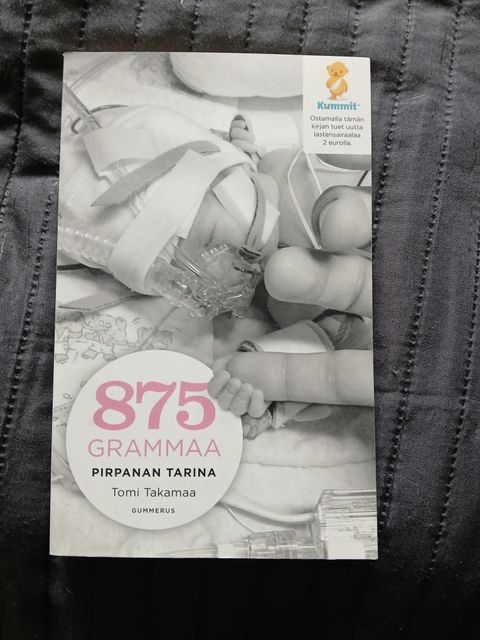 Kummit
Ostamalla tämän
kirjan tuet uutta
lastensairaalaa
2 eurolla.
875
GRAMMAA
PIRPANAN TARINA
Tomi Takamaa
GUMMERUS